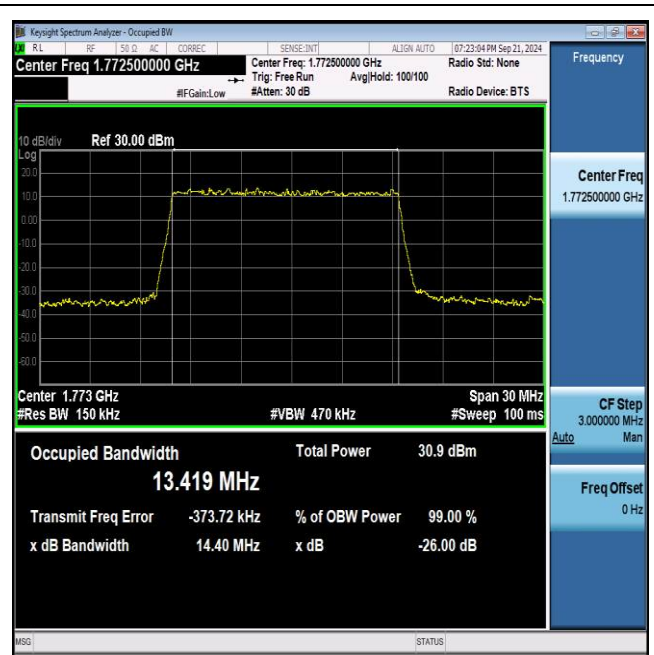 Keysight Spectrum Analyzer - Occupied BW
RL RF 50 Ω AC CORREC SENSE:INT ALIGN AUTO 07:23:04 PM Sep 21, 2024
Center Freq 1.772500000 GHz Center Freq: 1.772500000 GHz Radio Std: None
Trig: Free Run Avg|Hold: 100/100
#IFGain:Low #Atten: 30 dB Radio Device: BTS
Frequency
10 dB/div Ref 30.00 dBm
Log
20.0
10.0
0.00
-10.0
-20.0
-30.0
-40.0
-50.0
-60.0
Center Freq
1.772500000 GHz
Center 1.773 GHz Span 30 MHz
#Res BW 150 kHz #VBW 470 kHz #Sweep 100 ms
CF Step
3.000000 MHz
Auto Man
Occupied Bandwidth Total Power 30.9 dBm
13.419 MHz
Transmit Freq Error -373.72 kHz % of OBW Power 99.00 %
x dB Bandwidth 14.40 MHz x dB -26.00 dB
Freq Offset
0 Hz
MSG STATUS